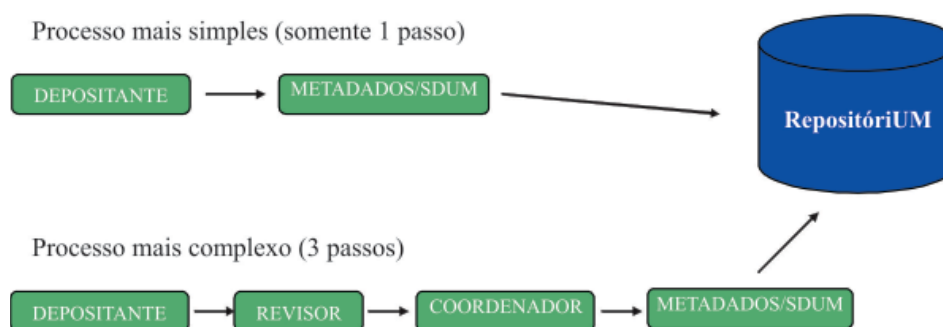 Processo mais simples (somente 1 passo)
DEPOSITANTE
METADADOS/SDUM
RepositóriUM
Processo mais complexo (3 passos)
DEPOSITANTE
REVISOR
COORDENADOR
METADADOS/SDUM